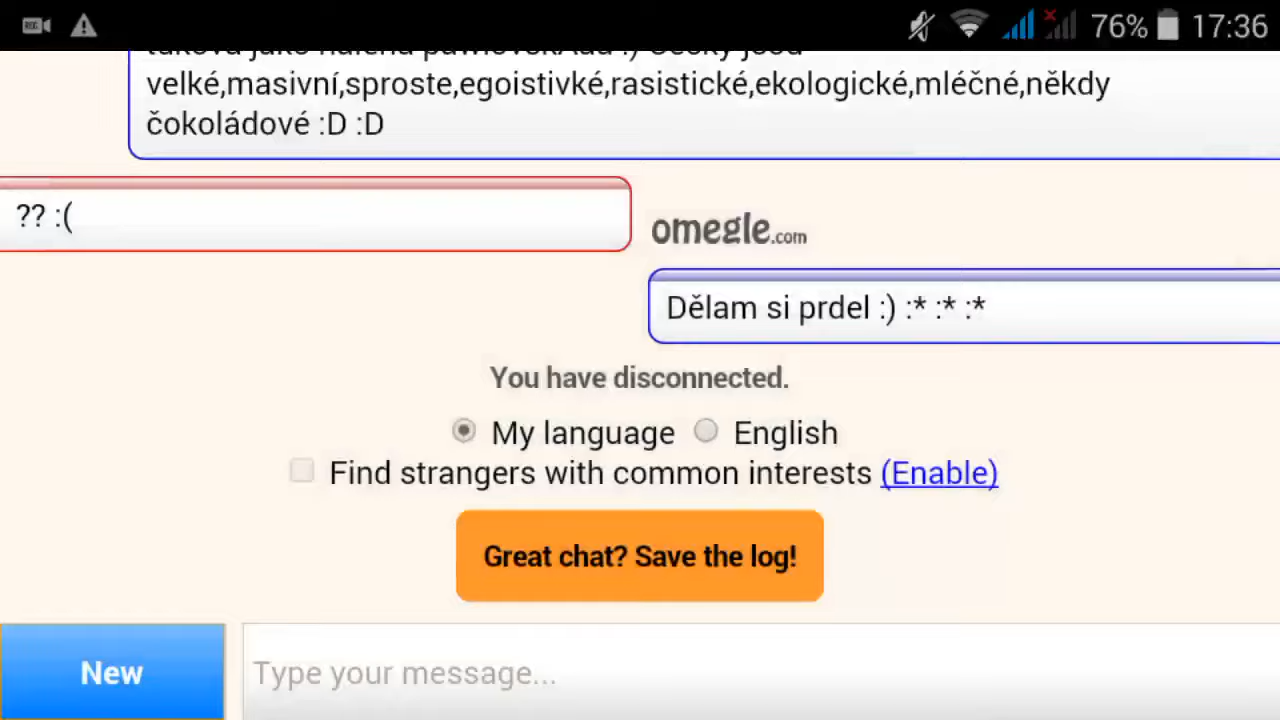 76% 17:36
velké,masivní,sproste,egoistivké,rasistické,ekologické,mléčné,někdy
čokoládové :D :D
?? :(
omegle.com
Dělam si prdel :) :* :* :*
You have disconnected.
My language English
Find strangers with common interests (Enable)
Great chat? Save the log!
New Type your message...